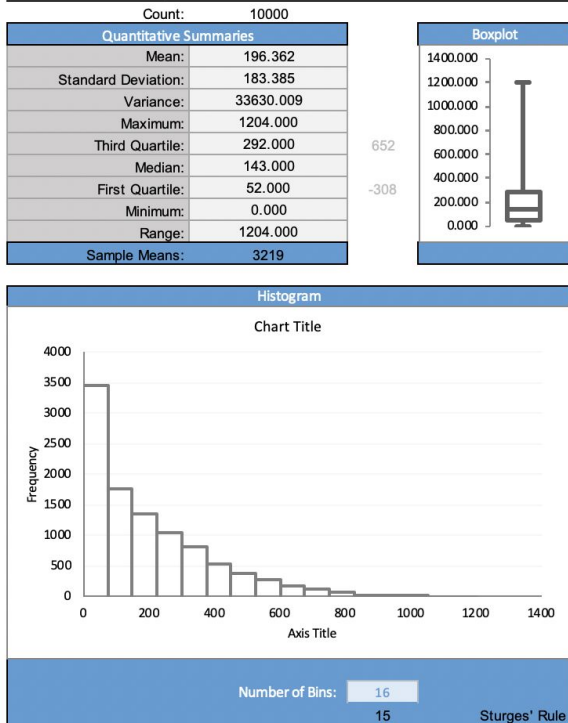 Count: 10000
Quantitative Summaries
Mean: 196.362
Standard Deviation: 183.385
Variance: 33630.009
Maximum: 1204.000
Third Quartile: 292.000 652
Median: 143.000
First Quartile: 52.000 -308
Minimum: 0.000
Range: 1204.000
Sample Means: 3219
Boxplot
1400.000
1200.000
1000.000
800.000
600.000
400.000
200.000
0.000
Histogram
Chart Title
4000
3500
3000
2500
2000
1500
1000
500
0
Frequency
0 200 400 600 800 1000 1200 1400
Axis Title
Number of Bins: 16
15 Sturges' Rule